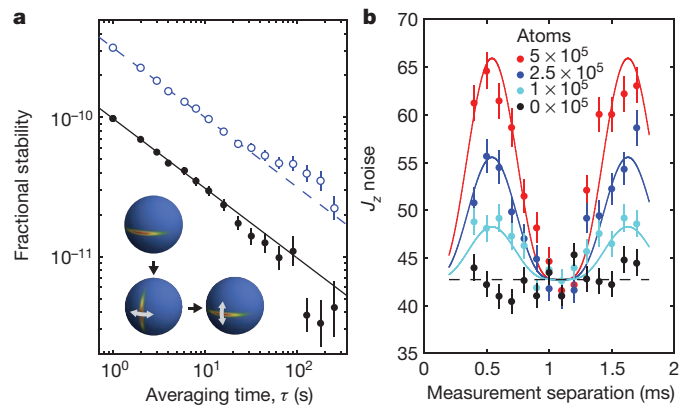 a
Fractional stability
10⁻¹⁰
10⁻¹¹
10⁰
10¹
10²
Averaging time, τ (s)
b
J_z noise
70
65
60
55
50
45
40
35
Atoms
5 × 10⁵
2.5 × 10⁵
1 × 10⁵
0 × 10⁵
0
0.5
1
1.5
2
Measurement separation (ms)